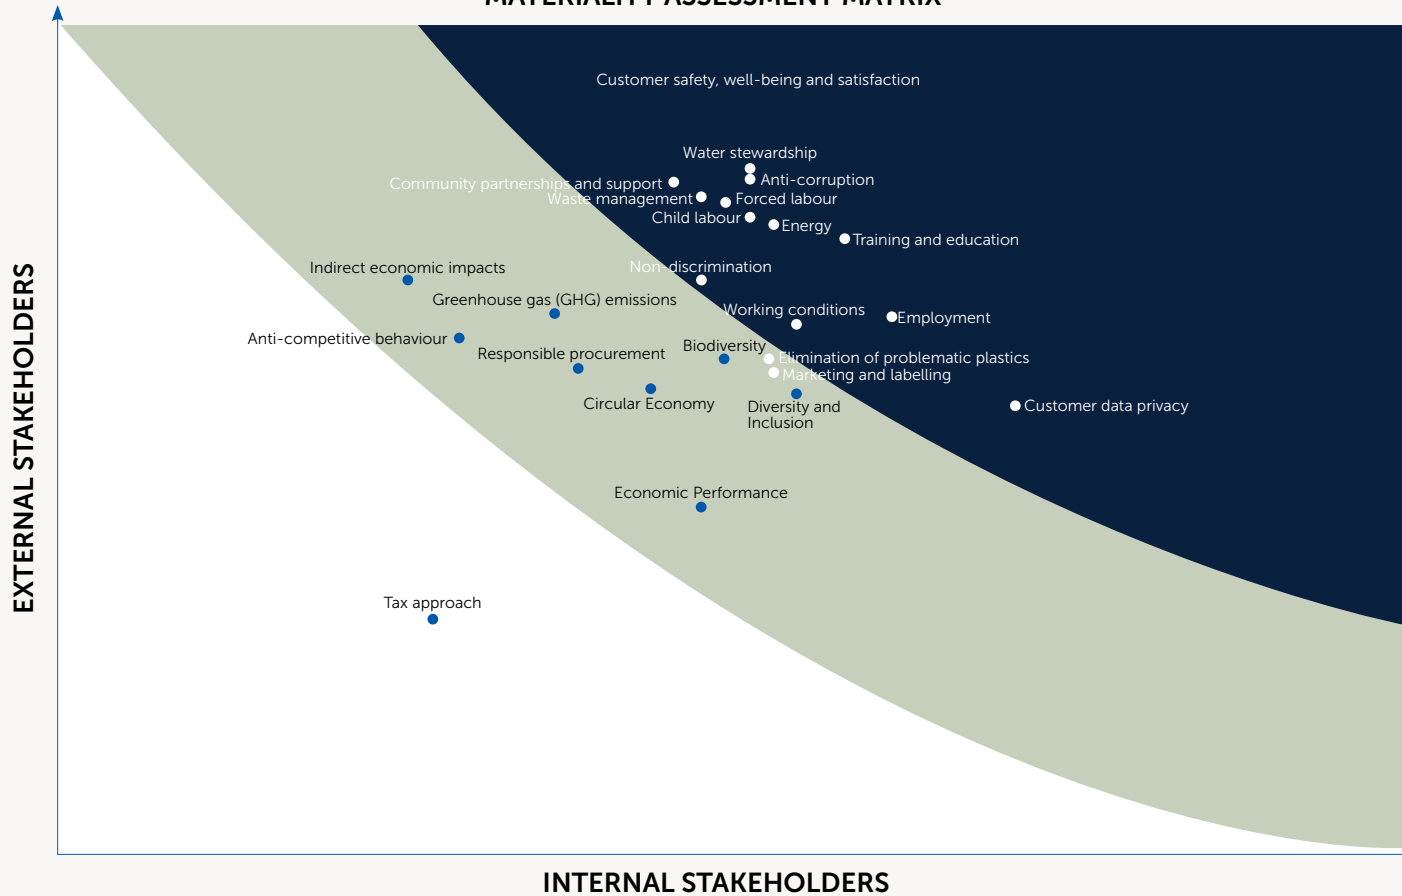 MATERIALITY ASSESSMENT MATRIX
Customer safety, well-being and satisfaction
Water stewardship
Anti-corruption
Community partnerships and support
Waste management
Forced labour
Child labour
Energy
Training and education
Non-discrimination
Indirect economic impacts
Greenhouse gas (GHG) emissions
Working conditions
Employment
Anti-competitive behaviour
Biodiversity
Responsible procurement
Elimination of problematic plastics
Marketing and labelling
Circular Economy
Diversity and
Inclusion
Customer data privacy
Economic Performance
Tax approach
EXTERNAL STAKEHOLDERS
INTERNAL STAKEHOLDERS